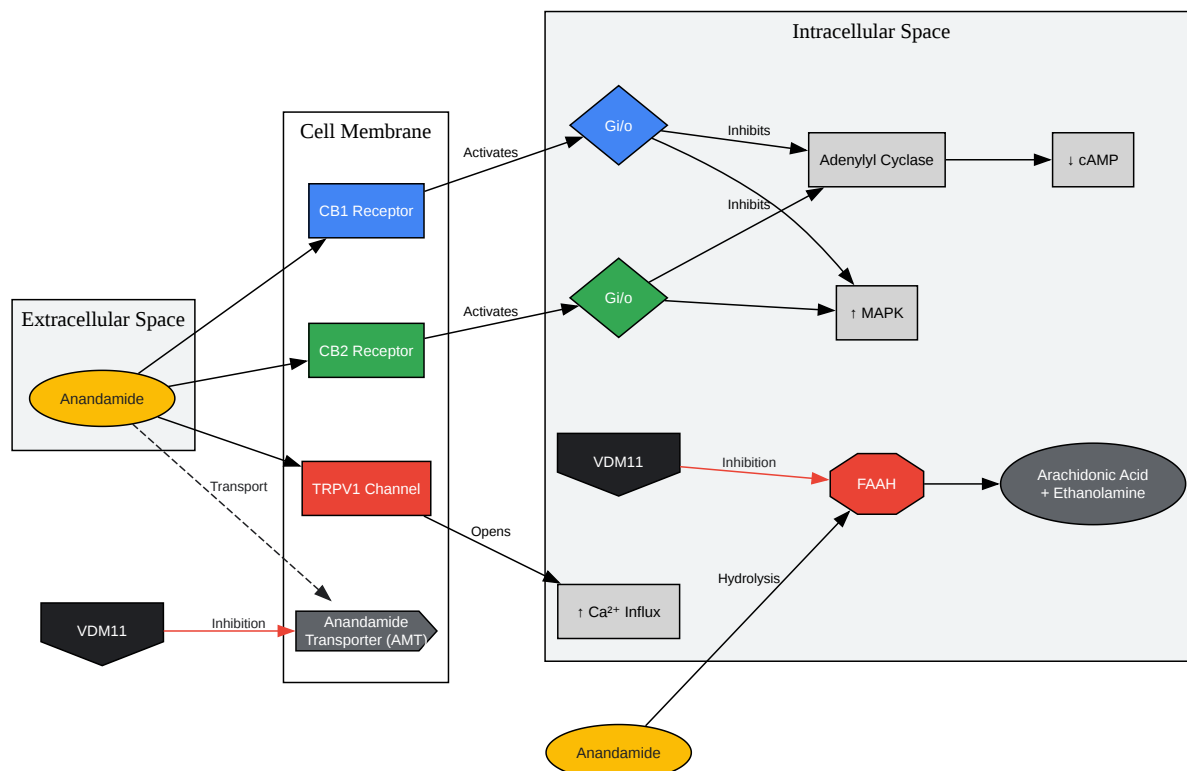 Intracellular Space
Cell Membrane
Extracellular Space
Anandamide
CB1 Receptor
CB2 Receptor
TRPV1 Channel
Transport
VDM11
Inhibition
Anandamide
Transporter (AMT)
Activates
Activates
Opens
Gi/o
Gi/o
Inhibits
Inhibits
Adenylyl Cyclase
↓ cAMP
↑ MAPK
VDM11
Inhibition
FAAH
Arachidonic Acid
+ Ethanolamine
Hydrolysis
↑ Ca²⁺ Influx
Anandamide